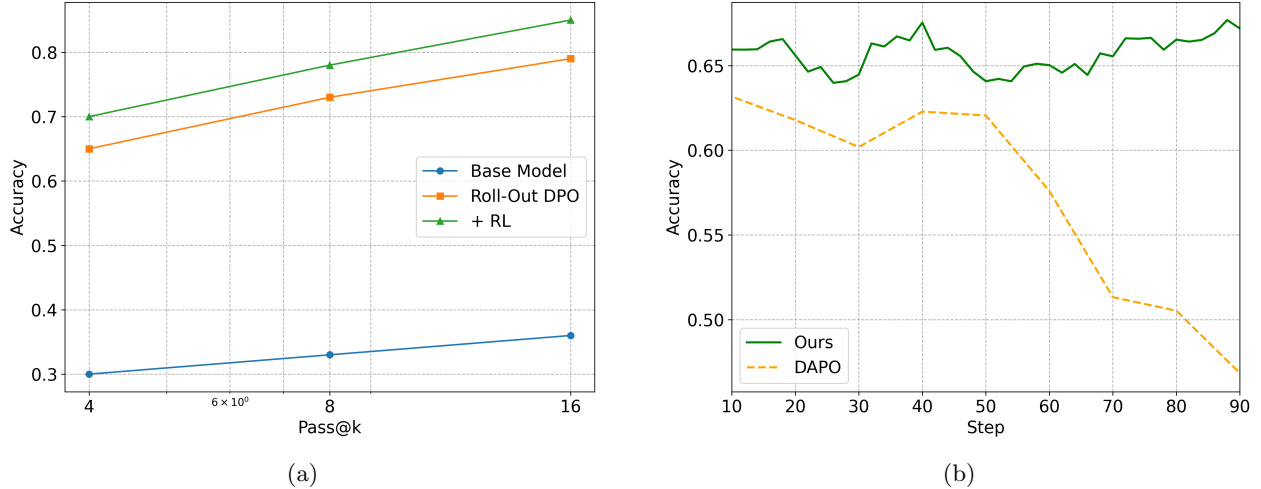 Accuracy
0.8
0.7
0.6
0.5
0.4
0.3
Base Model
Roll-Out DPO
+ RL
4
6 × 10⁰
8
16
Pass@k
(a)
Accuracy
0.65
0.60
0.55
0.50
Ours
DAPO
10 20 30 40 50 60 70 80 90
Step
(b)